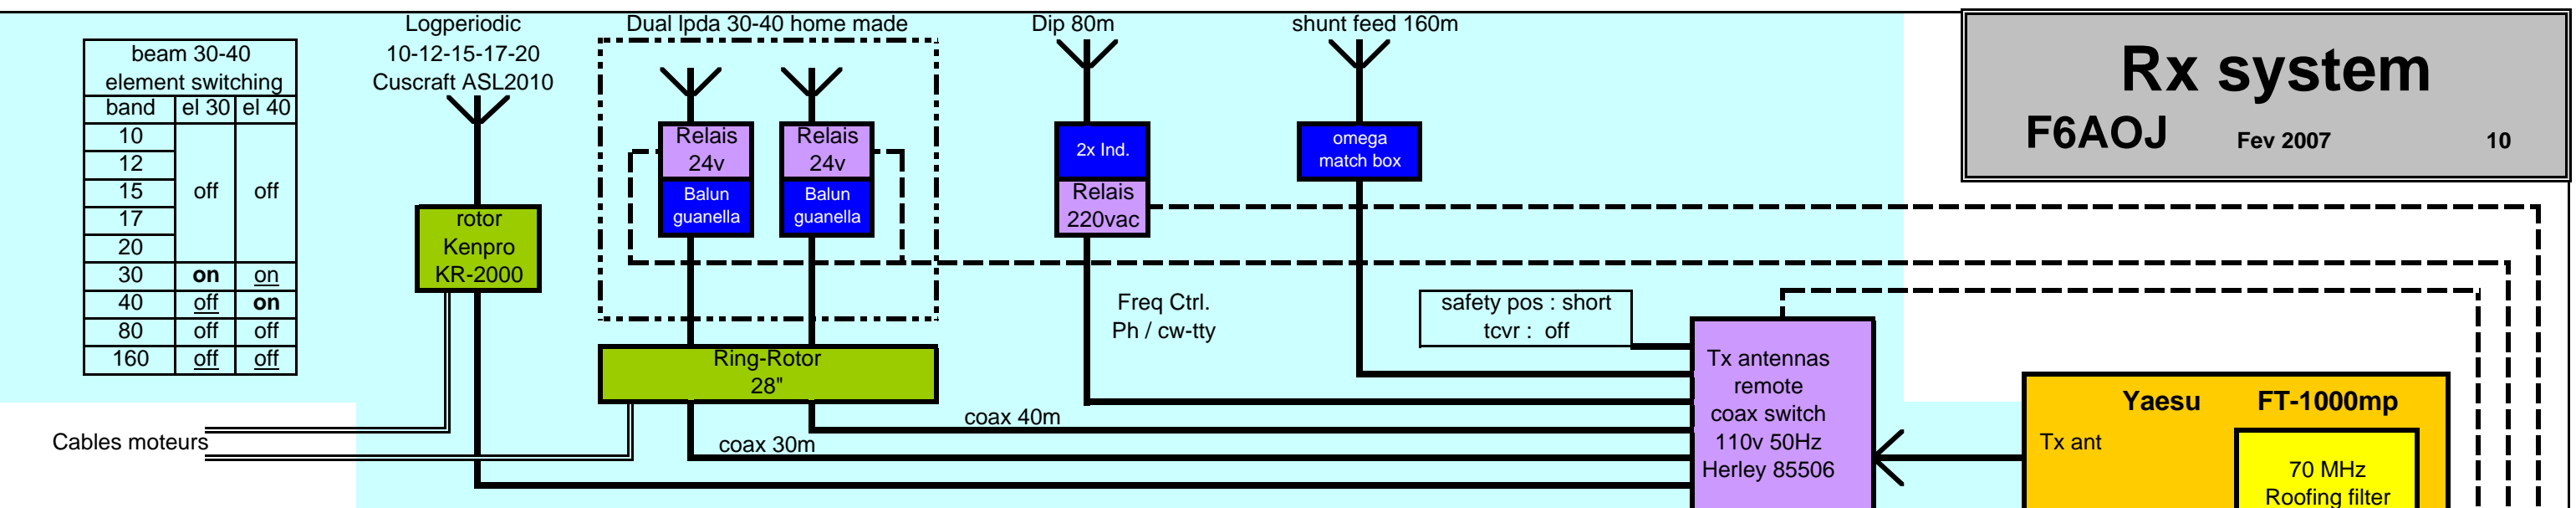 beam 30-40
element switching
band el 30 el 40
10
12
15 off off
17
20
30 on on
40 off on
80 off off
160 off off
Logperiodic
10-12-15-17-20
Cuscraft ASL2010
rotor
Kenpro
KR-2000
Cables moteurs
Dual lpda 30-40 home made
Relais
24v
Balun
guanella
Relais
24v
Balun
guanella
Ring-Rotor
28"
coax 40m
coax 30m
Dip 80m
2x Ind.
Relais
220vac
Freq Ctrl.
Ph / cw-tty
shunt feed 160m
omega
match box
safety pos : short
tcvr : off
Tx antennas
remote
coax switch
110v 50Hz
Herley 85506
Rx system
F6AOJ Fev 2007 10
Yaesu FT-1000mp
Tx ant
70 MHz
Roofing filter